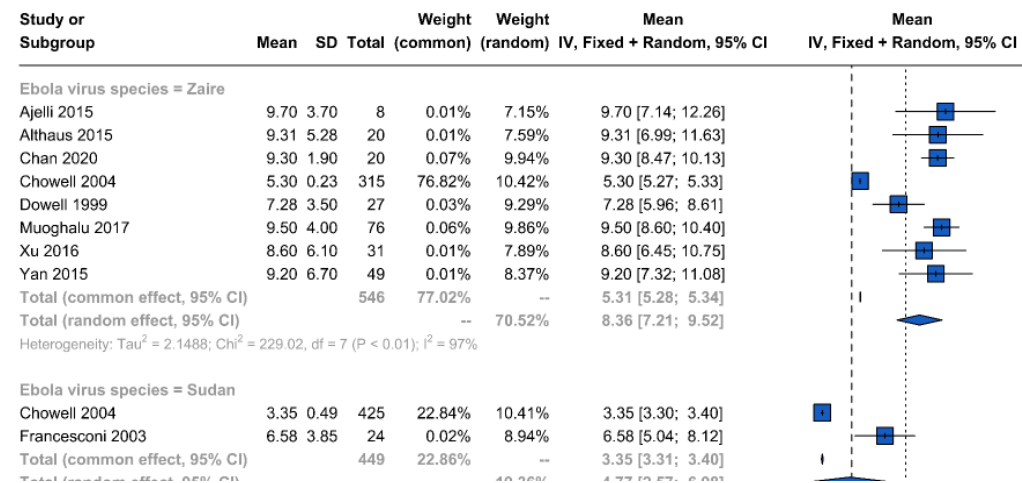 Study or Weight Weight Mean Mean
Subgroup Mean SD Total (common) (random) IV, Fixed + Random, 95% CI IV, Fixed + Random, 95% CI
Ebola virus species = Zaire
Ajelli 2015 9.70 3.70 8 0.01% 7.15% 9.70 [7.14; 12.26]
Althaus 2015 9.31 5.28 20 0.01% 7.59% 9.31 [6.99; 11.63]
Chan 2020 9.30 1.90 20 0.07% 9.94% 9.30 [8.47; 10.13]
Chowell 2004 5.30 0.23 315 76.82% 10.42% 5.30 [5.27; 5.33]
Dowell 1999 7.28 3.50 27 0.03% 9.29% 7.28 [5.96; 8.61]
Muoghalu 2017 9.50 4.00 76 0.06% 9.86% 9.50 [8.60; 10.40]
Xu 2016 8.60 6.10 31 0.01% 7.89% 8.60 [6.45; 10.75]
Yan 2015 9.20 6.70 49 0.01% 8.37% 9.20 [7.32; 11.08]
Total (common effect, 95% CI) 546 77.02% -- 5.31 [5.28; 5.34]
Total (random effect, 95% CI) -- 70.52% 8.36 [7.21; 9.52]
Heterogeneity: Tau² = 2.1488; Chi² = 229.02, df = 7 (P < 0.01); I² = 97%
Ebola virus species = Sudan
Chowell 2004 3.35 0.49 425 22.84% 10.41% 3.35 [3.30; 3.40]
Francesconi 2003 6.58 3.85 24 0.02% 8.94% 6.58 [5.04; 8.12]
Total (common effect, 95% CI) 449 22.86% -- 3.35 [3.31; 3.40]
Total (random effect, 95% CI)